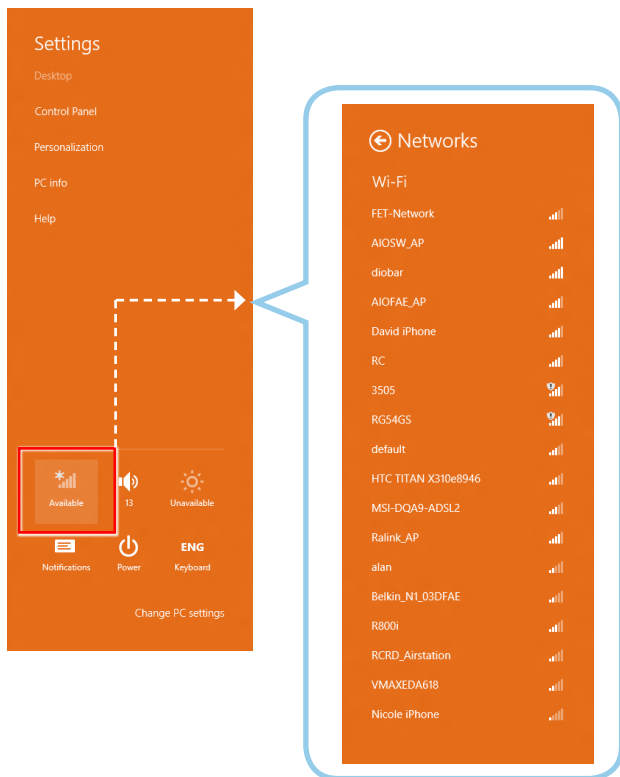 Settings
Desktop
Control Panel
Personalization
PC info
Help
Available
13
Unavailable
Notifications
Power
ENG
Keyboard
Change PC settings
Networks
Wi-Fi
FET-Network
AIOSW_AP
diobar
AIOFAE_AP
David iPhone
RC
3505
RG54GS
default
HTC TITAN X310e8946
MSI-DQA9-ADSL2
Ralink_AP
alan
Belkin_N1_03DFAE
R800i
RCRD_Airstation
VMAXEDA618
Nicole iPhone